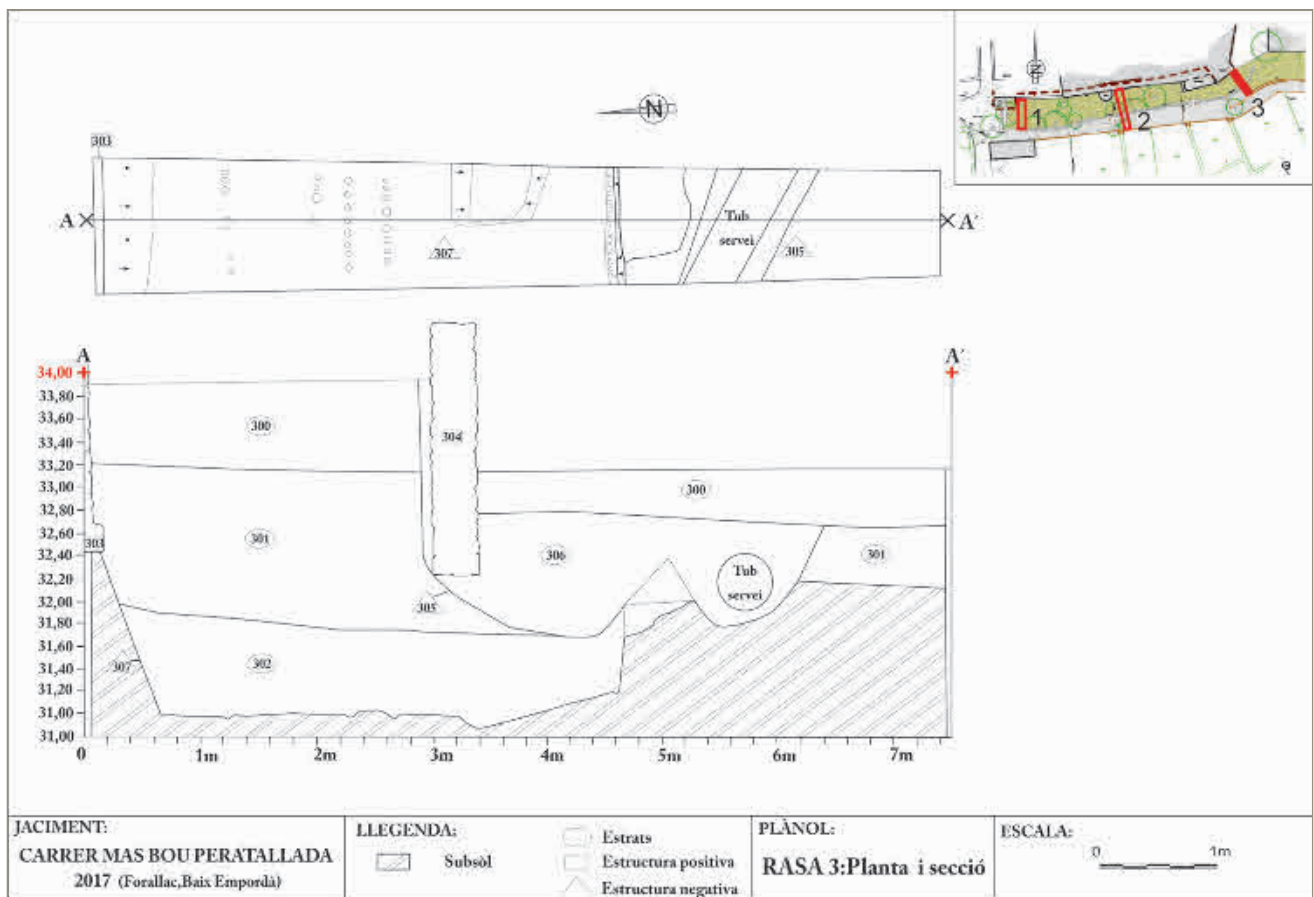 N
1
2
3
N
303
A
A'
Tub
servei
307
305
A
A'
34,00
33,80
33,60
33,40
33,20
33,00
32,80
32,60
32,40
32,20
32,00
31,80
31,60
31,40
31,20
31,00
31,00
300
304
300
301
306
301
303
Tub
servei
305
307
302
0
1m
2m
3m
4m
5m
6m
7m
JACIMENT:
CARRER MAS BOU PERATALLADA
2017 (Forallac,Baix Empordà)
LLEGENDA:
Subsòl
Estrats
Estructura positiva
Estructura negativa
PLÀNOL:
RASA 3:Planta i secció
ESCALA:
0 1m